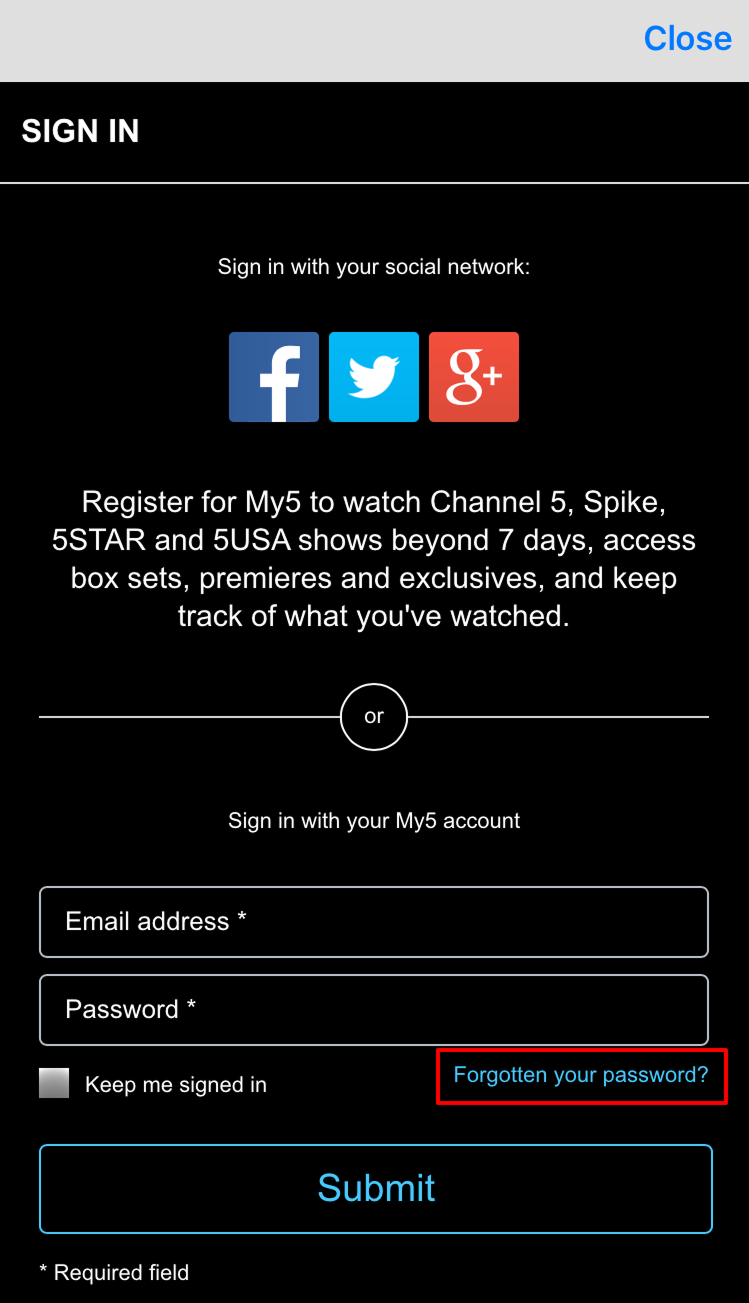 Close
SIGN IN
Sign in with your social network:
f
g+
Register for My5 to watch Channel 5, Spike,
5STAR and 5USA shows beyond 7 days, access
box sets, premieres and exclusives, and keep
track of what you've watched.
or
Sign in with your My5 account
Email address *
Password *
Keep me signed in
Forgotten your password?
Submit
* Required field